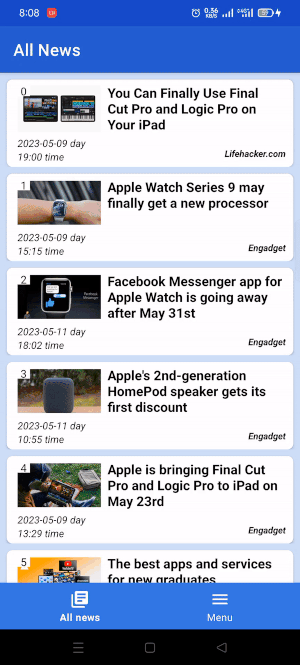 8:08
0.36
KB/S
All News
0
You Can Finally Use Final
Cut Pro and Logic Pro on
Your iPad
2023-05-09 day
19:00 time
Lifehacker.com
1
Apple Watch Series 9 may
finally get a new processor
2023-05-09 day
15:15 time
Engadget
2
Facebook Messenger app for
Apple Watch is going away
after May 31st
2023-05-11 day
18:02 time
Engadget
3
Apple's 2nd-generation
HomePod speaker gets its
first discount
2023-05-11 day
10:55 time
Engadget
4
Apple is bringing Final Cut
Pro and Logic Pro to iPad on
May 23rd
2023-05-09 day
13:29 time
Engadget
5
The best apps and services
for new graduates
All news
Menu